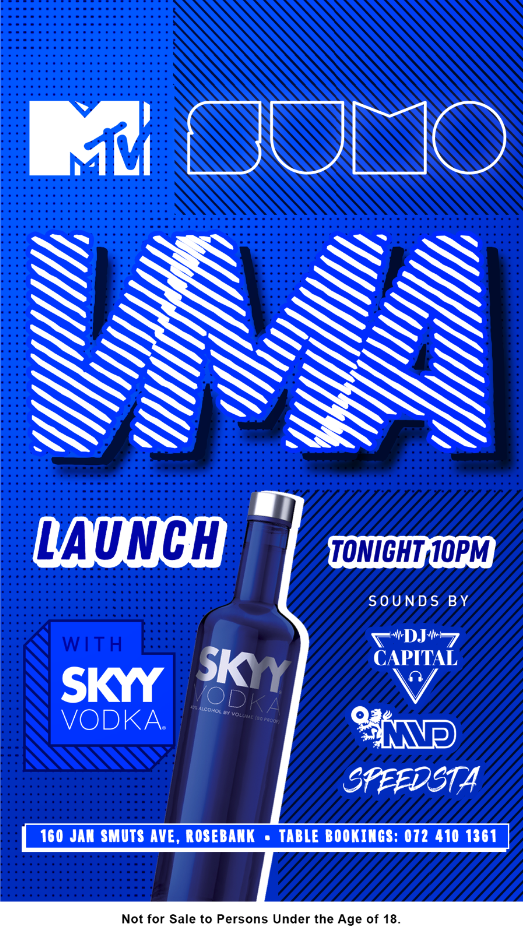 MTV SUMO
VMA
LAUNCH
TONIGHT 10PM
SOUNDS BY
WITH
SKYY
VODKA
SKYY
VODKA
DJ
CAPITAL
MVP
SPEEDSTA
160 JAN SMUTS AVE, ROSEBANK • TABLE BOOKINGS: 072 410 1361
Not for Sale to Persons Under the Age of 18.